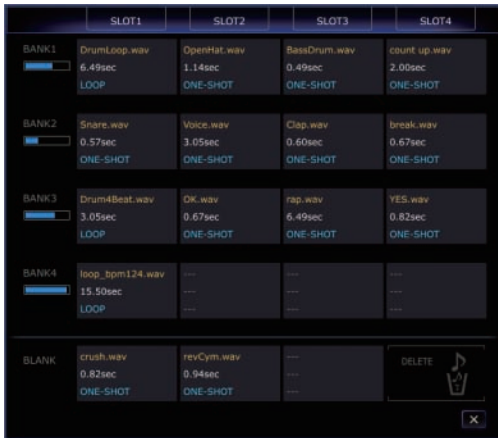 SLOT1 SLOT2 SLOT3 SLOT4
BANK1 DrumLoop.wav OpenHat.wav BassDrum.wav count up.wav
6.49sec 1.14sec 0.49sec 2.00sec
LOOP ONE-SHOT ONE-SHOT ONE-SHOT
BANK2 Snare.wav Voice.wav Clap.wav break.wav
0.57sec 3.05sec 0.60sec 0.67sec
ONE-SHOT ONE-SHOT ONE-SHOT ONE-SHOT
BANK3 Drum4Beat.wav OK.wav rap.wav YES.wav
3.05sec 0.67sec 6.49sec 0.82sec
LOOP ONE-SHOT ONE-SHOT ONE-SHOT
BANK4 loop_bpm124.wav --- --- ---
15.50sec --- --- ---
LOOP --- --- ---
BLANK crush.wav revCym.wav --- DELETE
0.82sec 0.94sec ---
ONE-SHOT ONE-SHOT ---